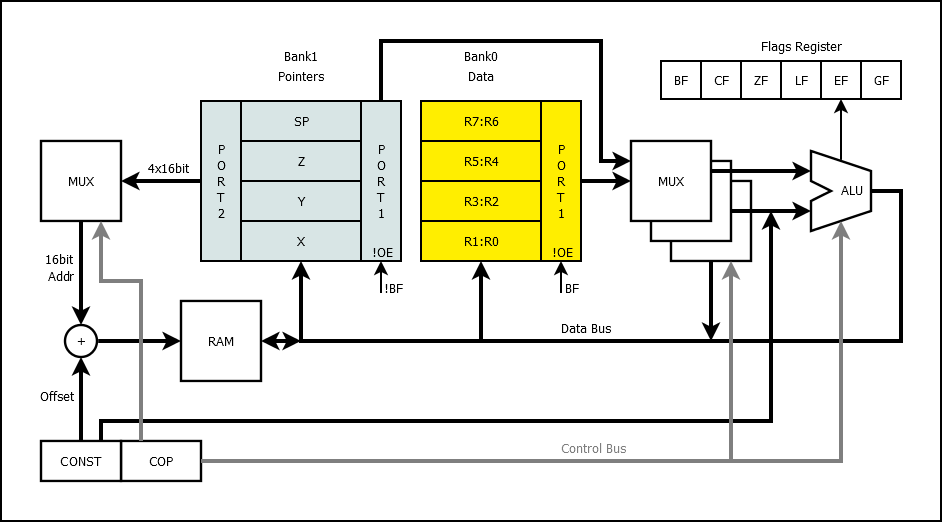 Bank1
Pointers
Bank0
Data
Flags Register
BF CF ZF LF EF GF
MUX
4x16bit
PORT2
SP
Z
Y
X
PORT1
!OE
!BF
R7:R6
R5:R4
R3:R2
R1:R0
PORT1
!OE
BF
MUX
ALU
16bit
Addr
+
RAM
Data Bus
Offset
CONST
COP
Control Bus